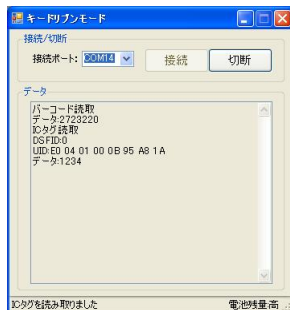 キードリブンモード
接続/切断
接続ポート: COM14 接続 切断
データ
バーコード読取
データ:2723220
ICタグ読取
DSFID:0
UID:E0 04 01 00 0B 95 A8 1A
データ:1234
ICタグを読み取りました 電池残量:高